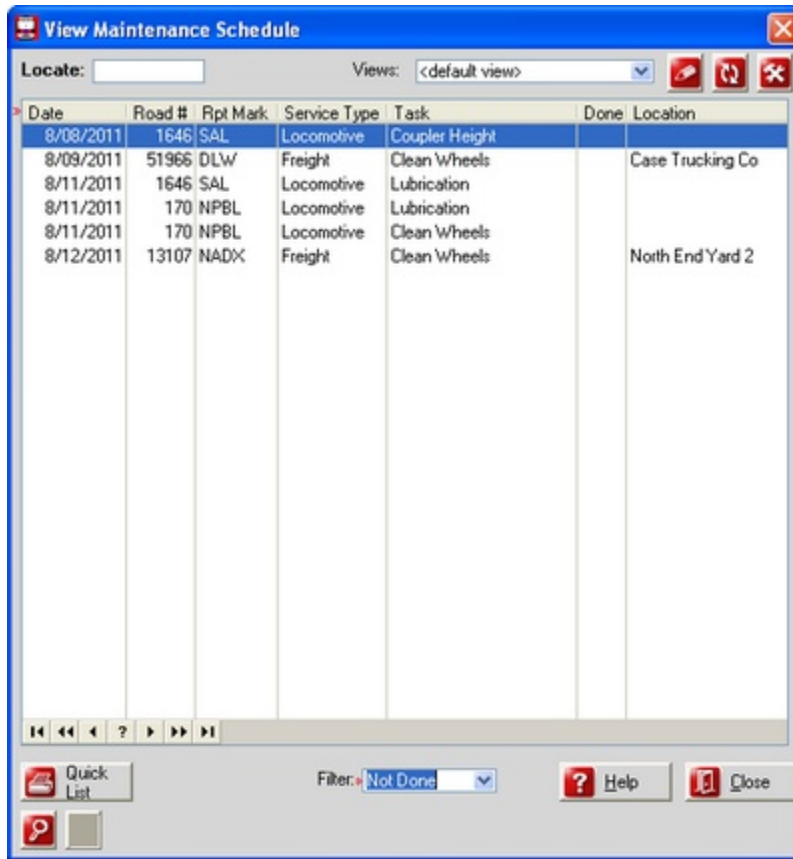 View Maintenance Schedule
Locate: Views: <default view>
Date Road # Rpt Mark Service Type Task Done Location
8/08/2011 1646 SAL Locomotive Coupler Height
8/09/2011 51966 DLW Freight Clean Wheels Case Trucking Co
8/11/2011 1646 SAL Locomotive Lubrication
8/11/2011 170 NPBL Locomotive Lubrication
8/11/2011 170 NPBL Locomotive Clean Wheels
8/12/2011 13107 NADX Freight Clean Wheels North End Yard 2
?
Quick List Filter: Not Done ? Help Close